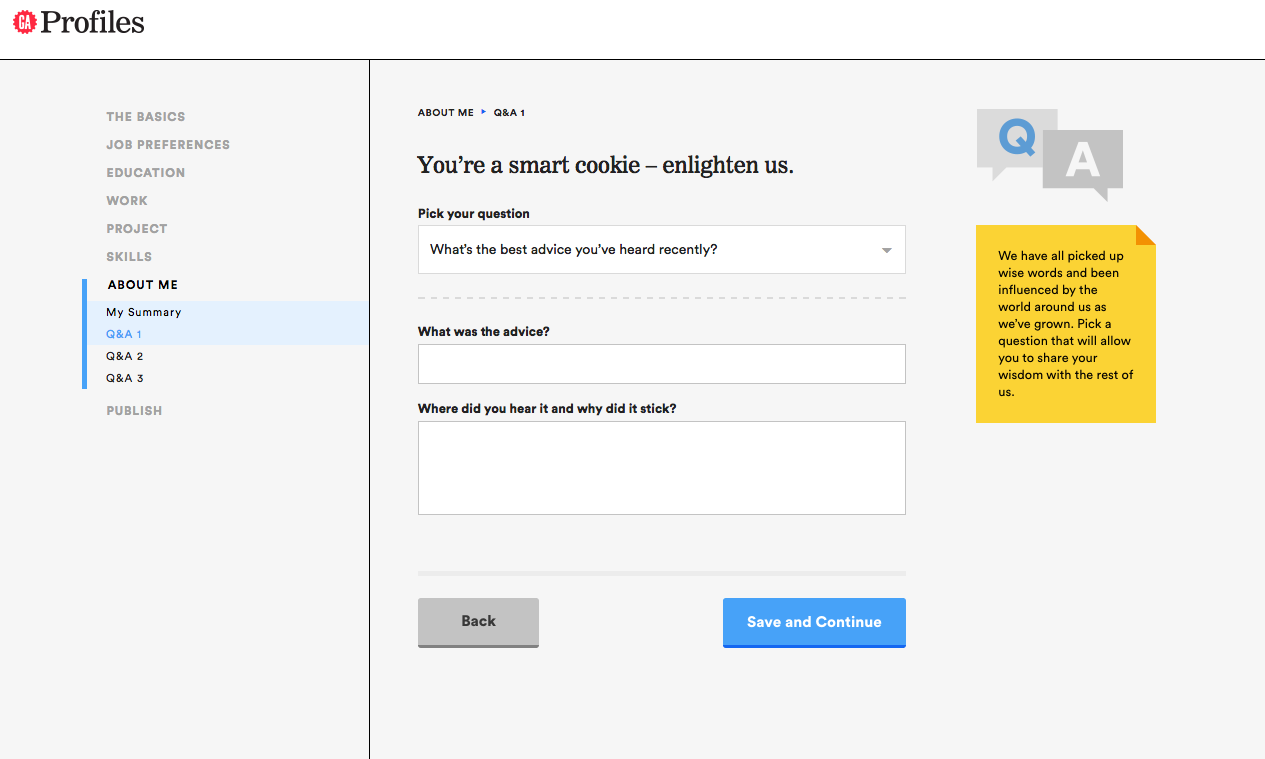 GA Profiles
THE BASICS
JOB PREFERENCES
EDUCATION
WORK
PROJECT
SKILLS
ABOUT ME
My Summary
Q&A 1
Q&A 2
Q&A 3
PUBLISH
ABOUT ME ▸ Q&A 1
You’re a smart cookie – enlighten us.
Pick your question
What’s the best advice you’ve heard recently?
What was the advice?
Where did you hear it and why did it stick?
Back
Save and Continue
Q
A
We have all picked up
wise words and been
influenced by the
world around us as
we’ve grown. Pick a
question that will allow
you to share your
wisdom with the rest of
us.